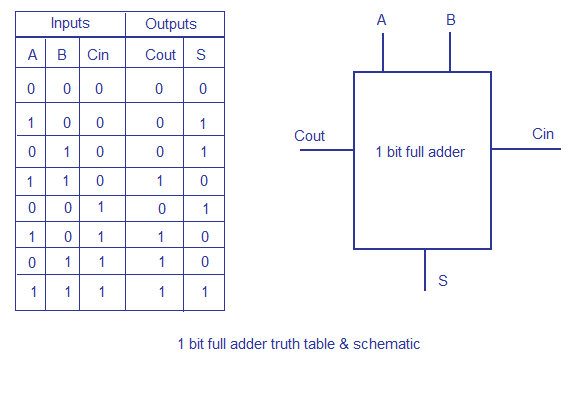 Inputs Outputs
A B Cin Cout S
0 0 0 0 0
1 0 0 0 1
0 1 0 0 1
1 1 0 1 0
0 0 1 0 1
1 0 1 1 0
0 1 1 1 0
1 1 1 1 1
A B
Cout 1 bit full adder Cin
S
1 bit full adder truth table & schematic